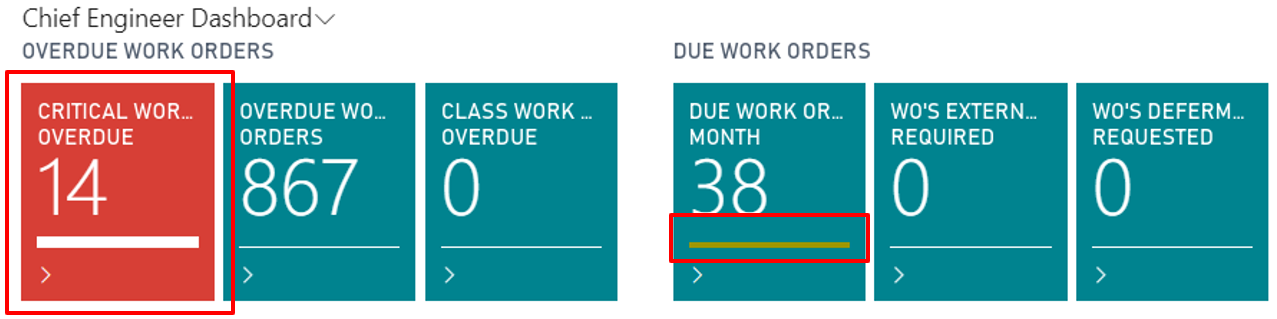 Chief Engineer Dashboard
OVERDUE WORK ORDERS
CRITICAL WOR...
OVERDUE
14
OVERDUE WO...
ORDERS
867
CLASS WORK ...
OVERDUE
0
DUE WORK ORDERS
DUE WORK OR...
MONTH
38
WO'S EXTERN...
REQUIRED
0
WO'S DEFERM...
REQUESTED
0